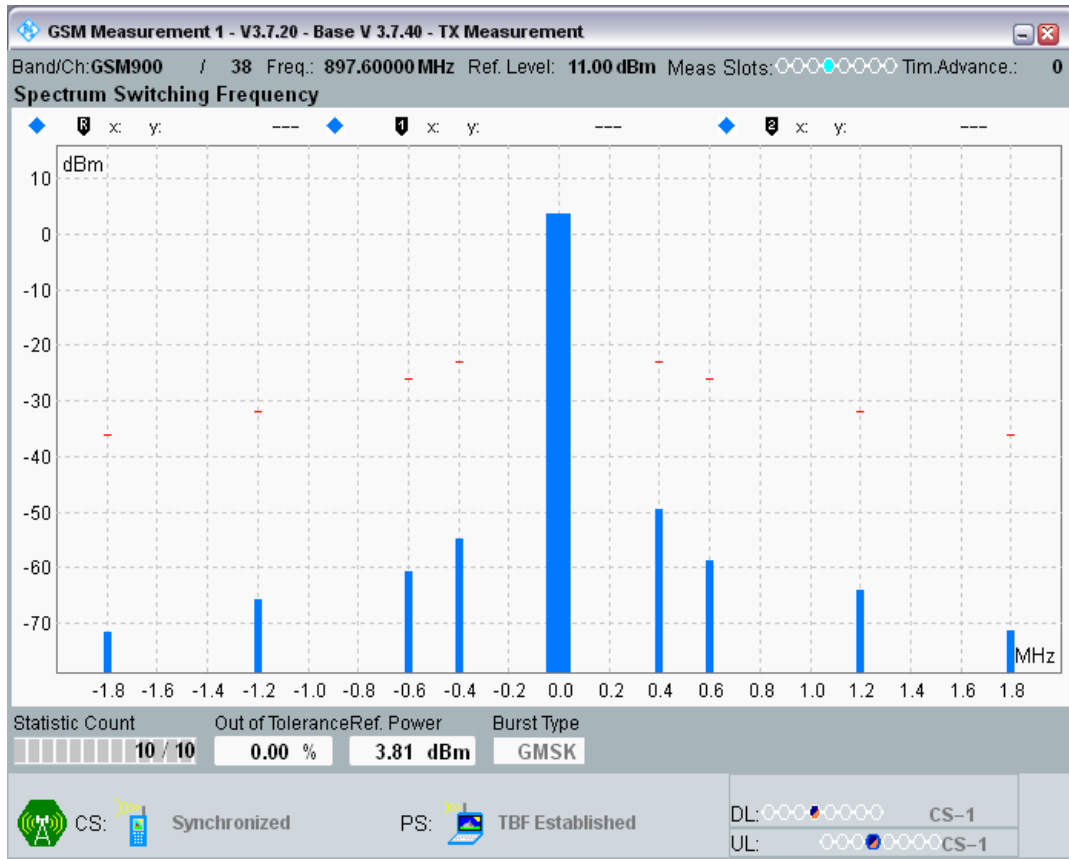 GSM Measurement 1 - V3.7.20 - Base V 3.7.40 - TX Measurement
Band/Ch:GSM900 / 38 Freq.: 897.60000 MHz Ref. Level: 11.00 dBm Meas Slots: Tim.Advance.: 0
Spectrum Switching Frequency
R x: y: --- 1 x: y: --- 2 x: y: ---
dBm
10
0
-10
-20
-30
-40
-50
-60
-70
MHz
-1.8 -1.6 -1.4 -1.2 -1.0 -0.8 -0.6 -0.4 -0.2 0.0 0.2 0.4 0.6 0.8 1.0 1.2 1.4 1.6 1.8
Statistic Count Out of Tolerance Ref. Power Burst Type
10 / 10 0.00 % 3.81 dBm GMSK
CS: Synchronized PS: TBF Established
DL: CS-1
UL: CS-1